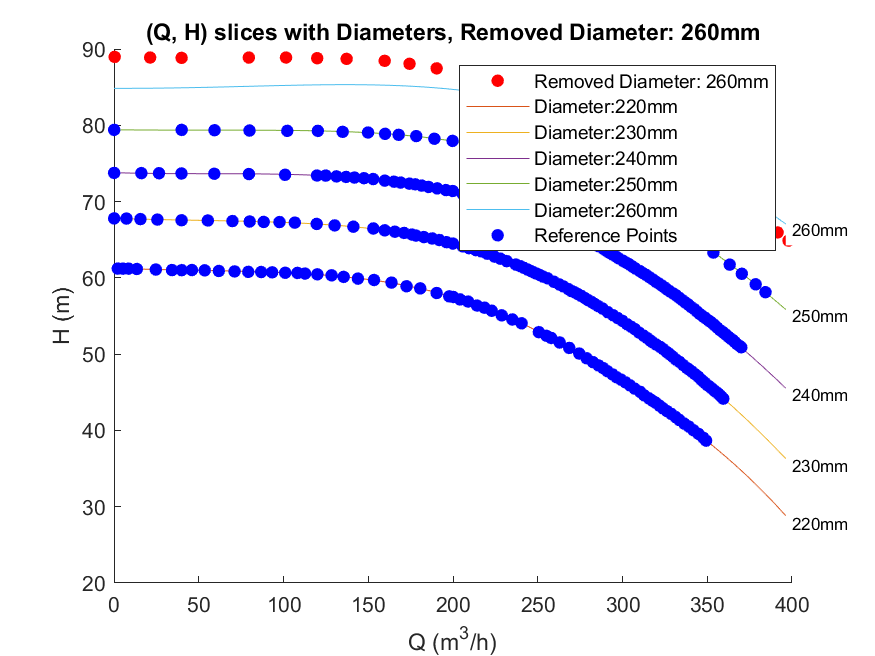 (Q, H) slices with Diameters, Removed Diameter: 260mm
90
80
70
60
50
40
30
20
H (m)
Removed Diameter: 260mm
Diameter:220mm
Diameter:230mm
Diameter:240mm
Diameter:250mm
Diameter:260mm
Reference Points
260mm
250mm
240mm
230mm
220mm
0 50 100 150 200 250 300 350 400
Q (m³/h)